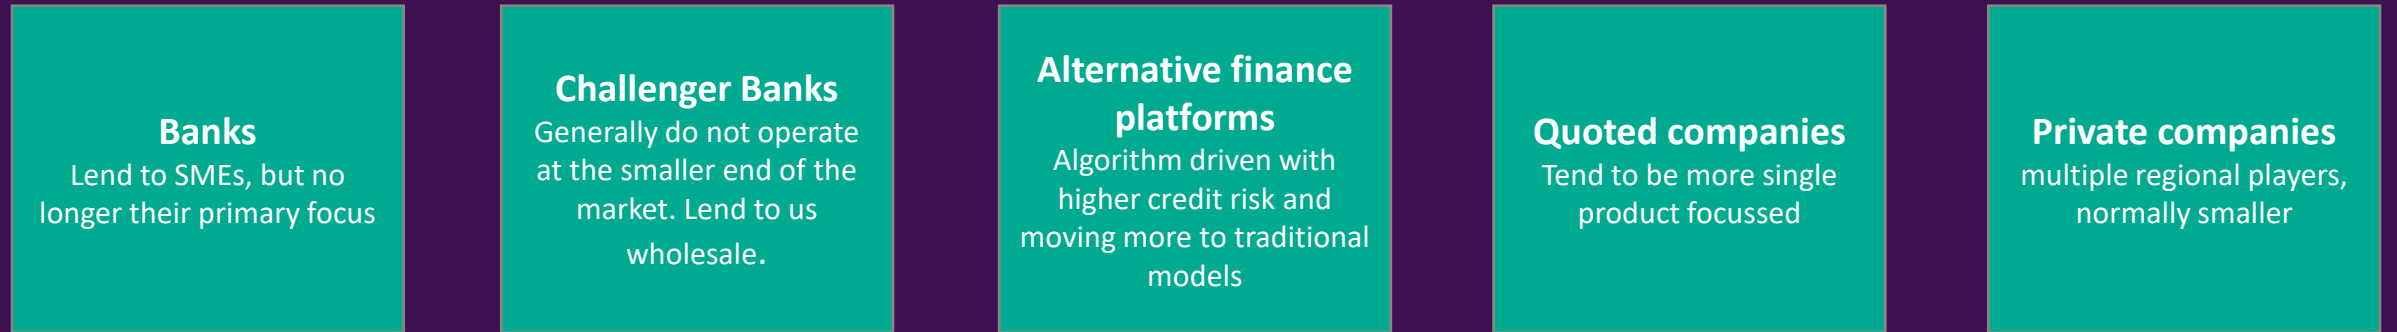 Banks
Lend to SMEs, but no
longer their primary focus
Challenger Banks
Generally do not operate
at the smaller end of the
market. Lend to us
wholesale.
Alternative finance
platforms
Algorithm driven with
higher credit risk and
moving more to traditional
models
Quoted companies
Tend to be more single
product focussed
Private companies
multiple regional players,
normally smaller